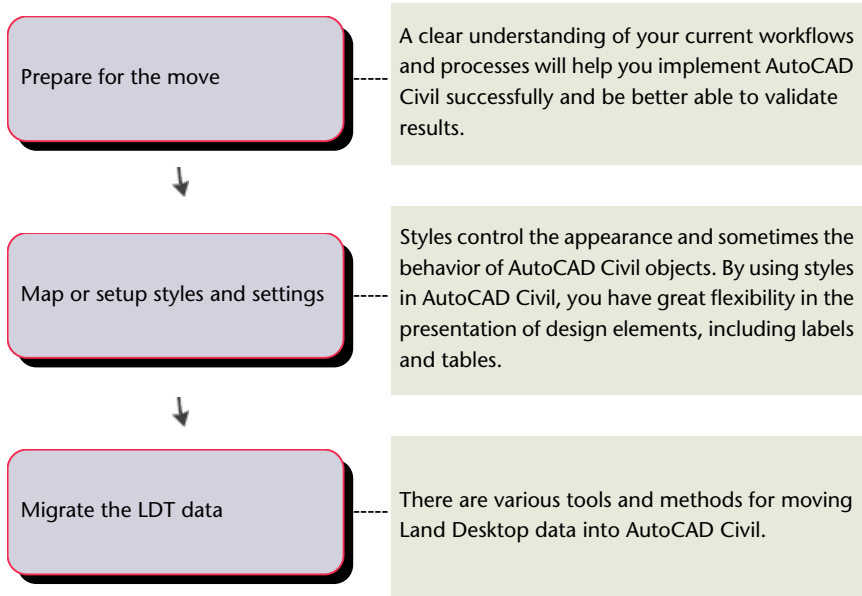 Prepare for the move
A clear understanding of your current workflows
and processes will help you implement AutoCAD
Civil successfully and be better able to validate
results.
Map or setup styles and settings
Styles control the appearance and sometimes the
behavior of AutoCAD Civil objects. By using styles
in AutoCAD Civil, you have great flexibility in the
presentation of design elements, including labels
and tables.
Migrate the LDT data
There are various tools and methods for moving
Land Desktop data into AutoCAD Civil.